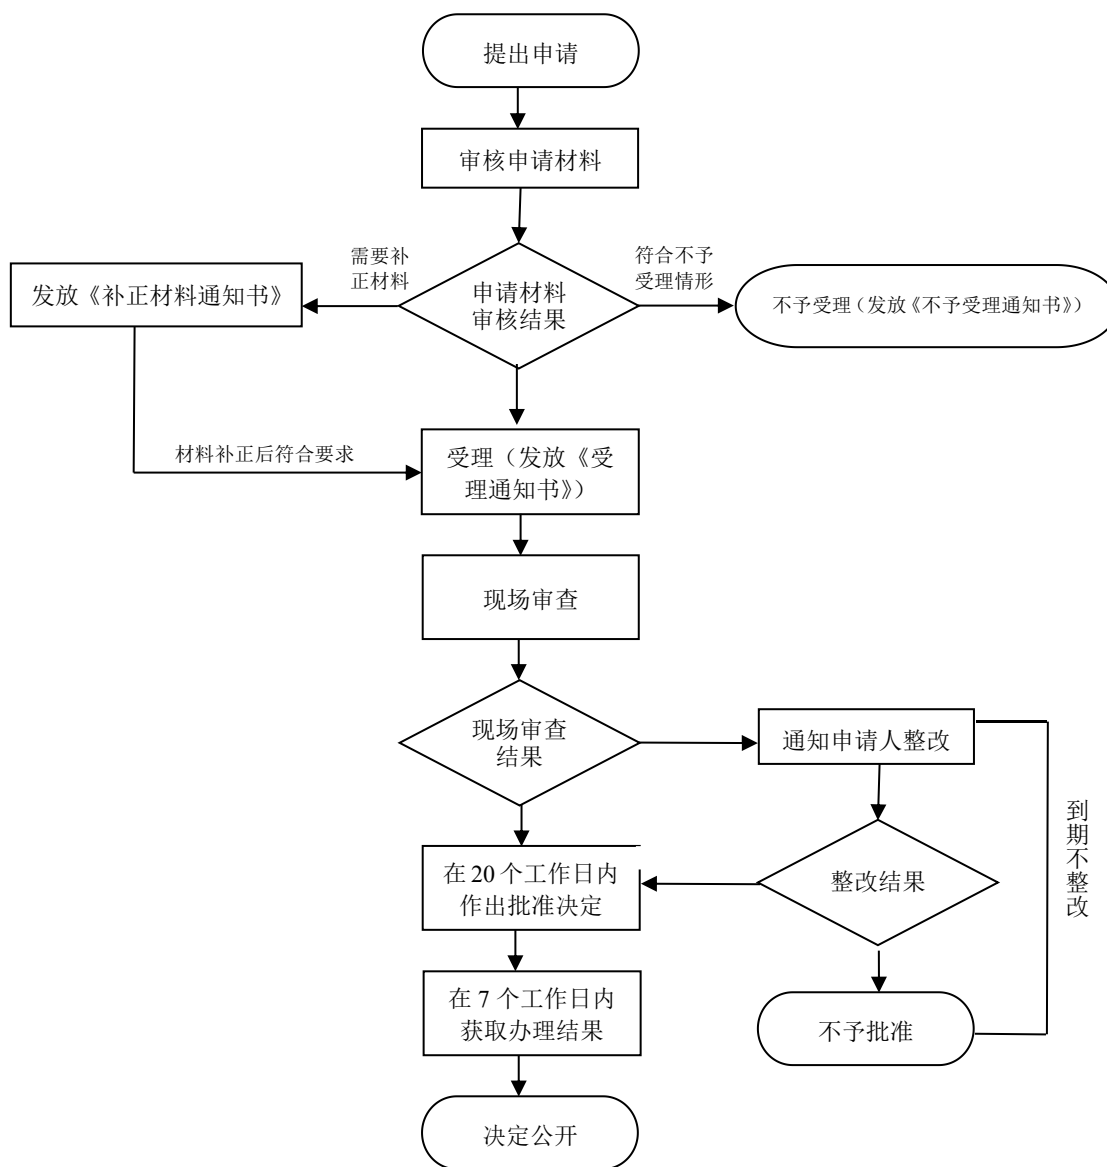 提出申请
审核申请材料
需要补
正材料
符合不予
受理情形
发放《补正材料通知书》
申请材料
审核结果
不予受理（发放《不予受理通知书》）
材料补正后符合要求
受理（发放《受
理通知书》）
现场审查
现场审查
结果
通知申请人整改
到期不整改
在 20 个工作日内
作出批准决定
整改结果
在 7 个工作日内
获取办理结果
不予批准
决定公开